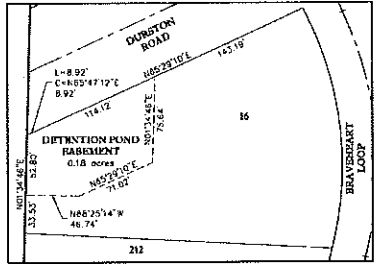 DURSTON
ROAD
L=8.92'
C=N65°47'12"E
8.92'
N65°29'10"E
143.19'
114.12'
N01°34'46"E
75.64'
16
DETENTION POND
EASEMENT
0.18 acres
N65°29'10"E
71.02'
N01°34'46"E
52.80'
33.53'
N88°25'14"W
46.74'
BRAVEHEART
LOOP
212